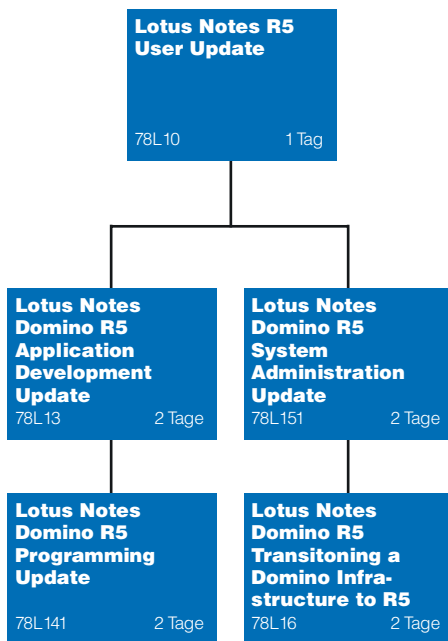 Lotus Notes R5
User Update
78L10 1 Tag
Lotus Notes
Domino R5
Application
Development
Update
78L13 2 Tage
Lotus Notes
Domino R5
System
Administration
Update
78L151 2 Tage
Lotus Notes
Domino R5
Programming
Update
78L141 2 Tage
Lotus Notes
Domino R5
Transitoning a
Domino Infra-
structure to R5
78L16 2 Tage